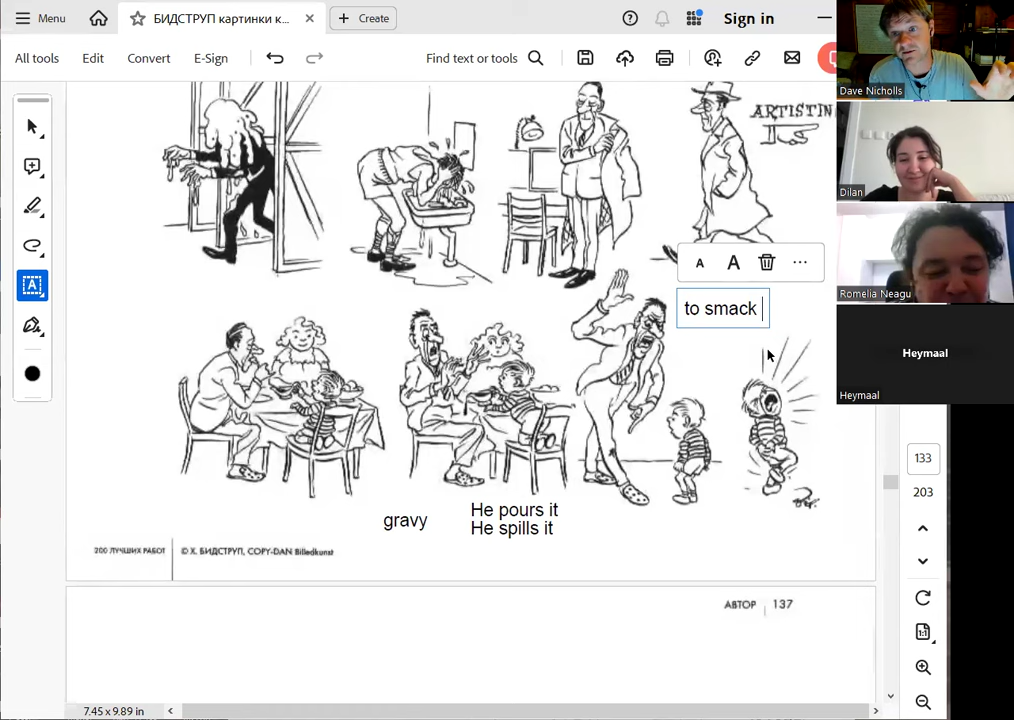 Menu
БИДСТРУП картинки к...
Create
Sign in
All tools
Edit
Convert
E-Sign
Find text or tools
Dave Nicholls
Dilan
Romelia Neagu
Heymaal
Heymaal
ARTISTIN
A A
to smack
gravy
He pours it
He spills it
200 ЛУЧШИХ РАБОТ
© Х. БИДСТРУП, COPY-DAN Billedkunst
АВТОР 137
133
203
1:1
7.45 x 9.89 in